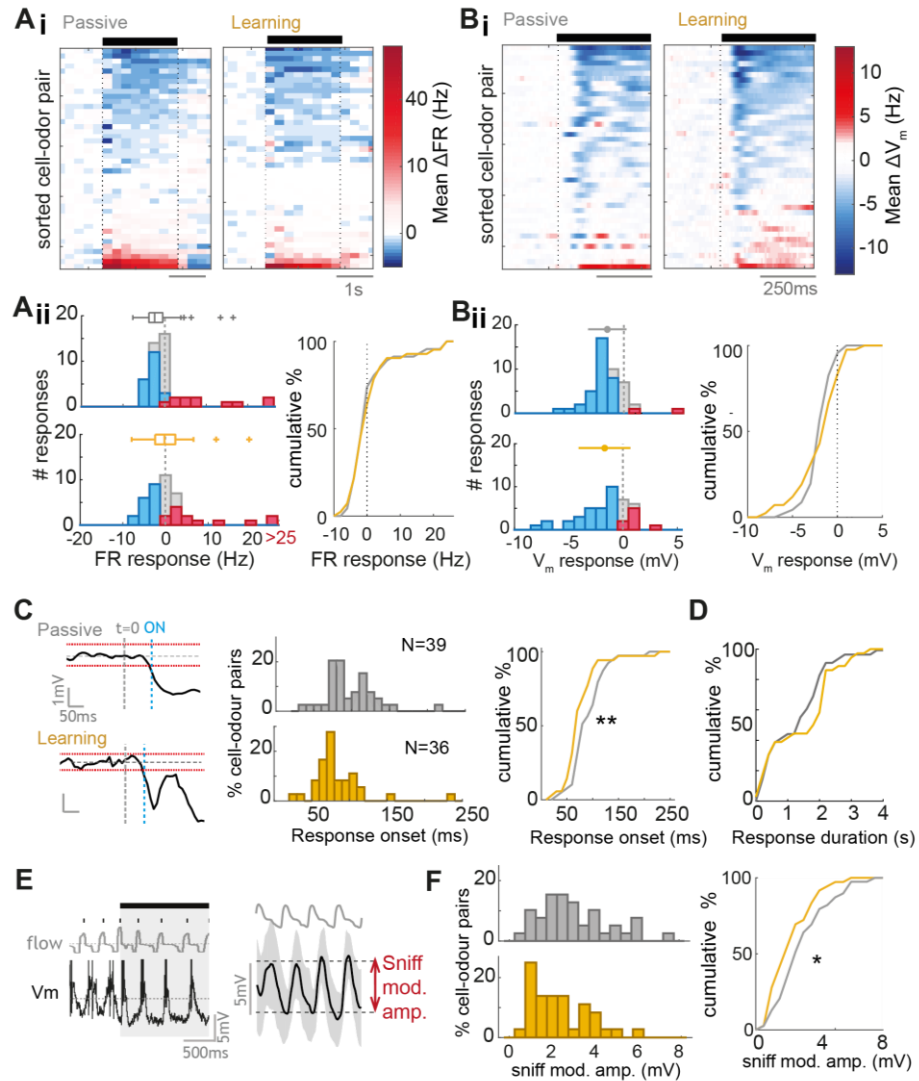 Ai Passive Learning
sorted cell-odor pair
1s
40
30
10
0
Mean ΔFR (Hz)
Bi Passive Learning
sorted cell-odor pair
250ms
10
5
0
-5
-10
Mean ΔVm (Hz)
Aii
20
10
0
20
10
0
# responses
-20 -10 0 10 20 >25
FR response (Hz)
100
50
0
cumulative %
-10 0 10 20
FR response (Hz)
Bii
20
10
0
20
10
0
# responses
-10 -5 0 5
Vm response (mV)
100
50
0
cumulative %
-10 -5 0 5
Vm response (mV)
C
Passive t=0 ON
1mV
50ms
Learning
20
0
N=39
20
0
N=36
% cell-odour pairs
50 150 250
Response onset (ms)
100
50
0
cumulative %
**
50 150 250
Response onset (ms)
D
100
50
0
cumulative %
0 1 2 3 4
Response duration (s)
E
flow
Vm
5mV
500ms
5mV
Sniff
mod.
amp.
F
20
0
20
0
% cell-odour pairs
0 2 4 6 8
sniff mod. amp. (mV)
100
50
0
cumulative %
*
0 4 8
sniff mod. amp. (mV)